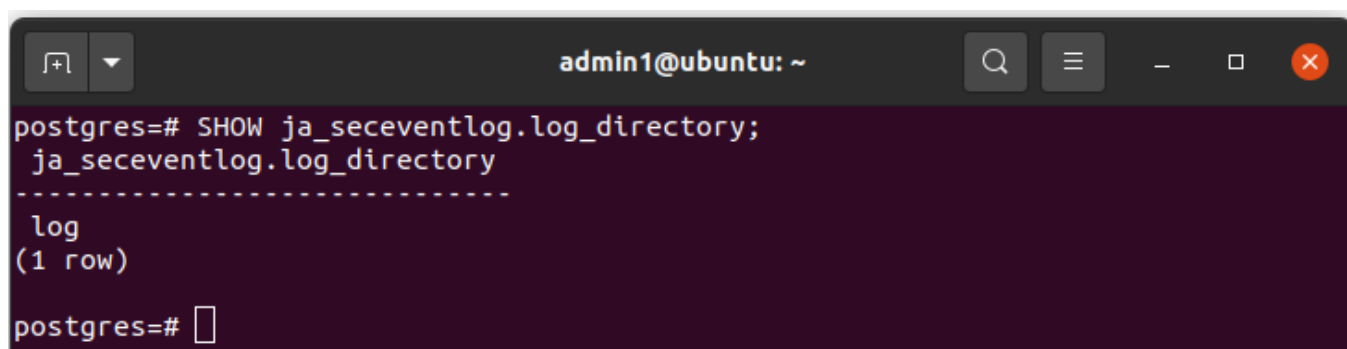 admin1@ubuntu: ~
postgres=# SHOW ja_seceventlog.log_directory;
 ja_seceventlog.log_directory
------------------------------
 log
(1 row)
postgres=#